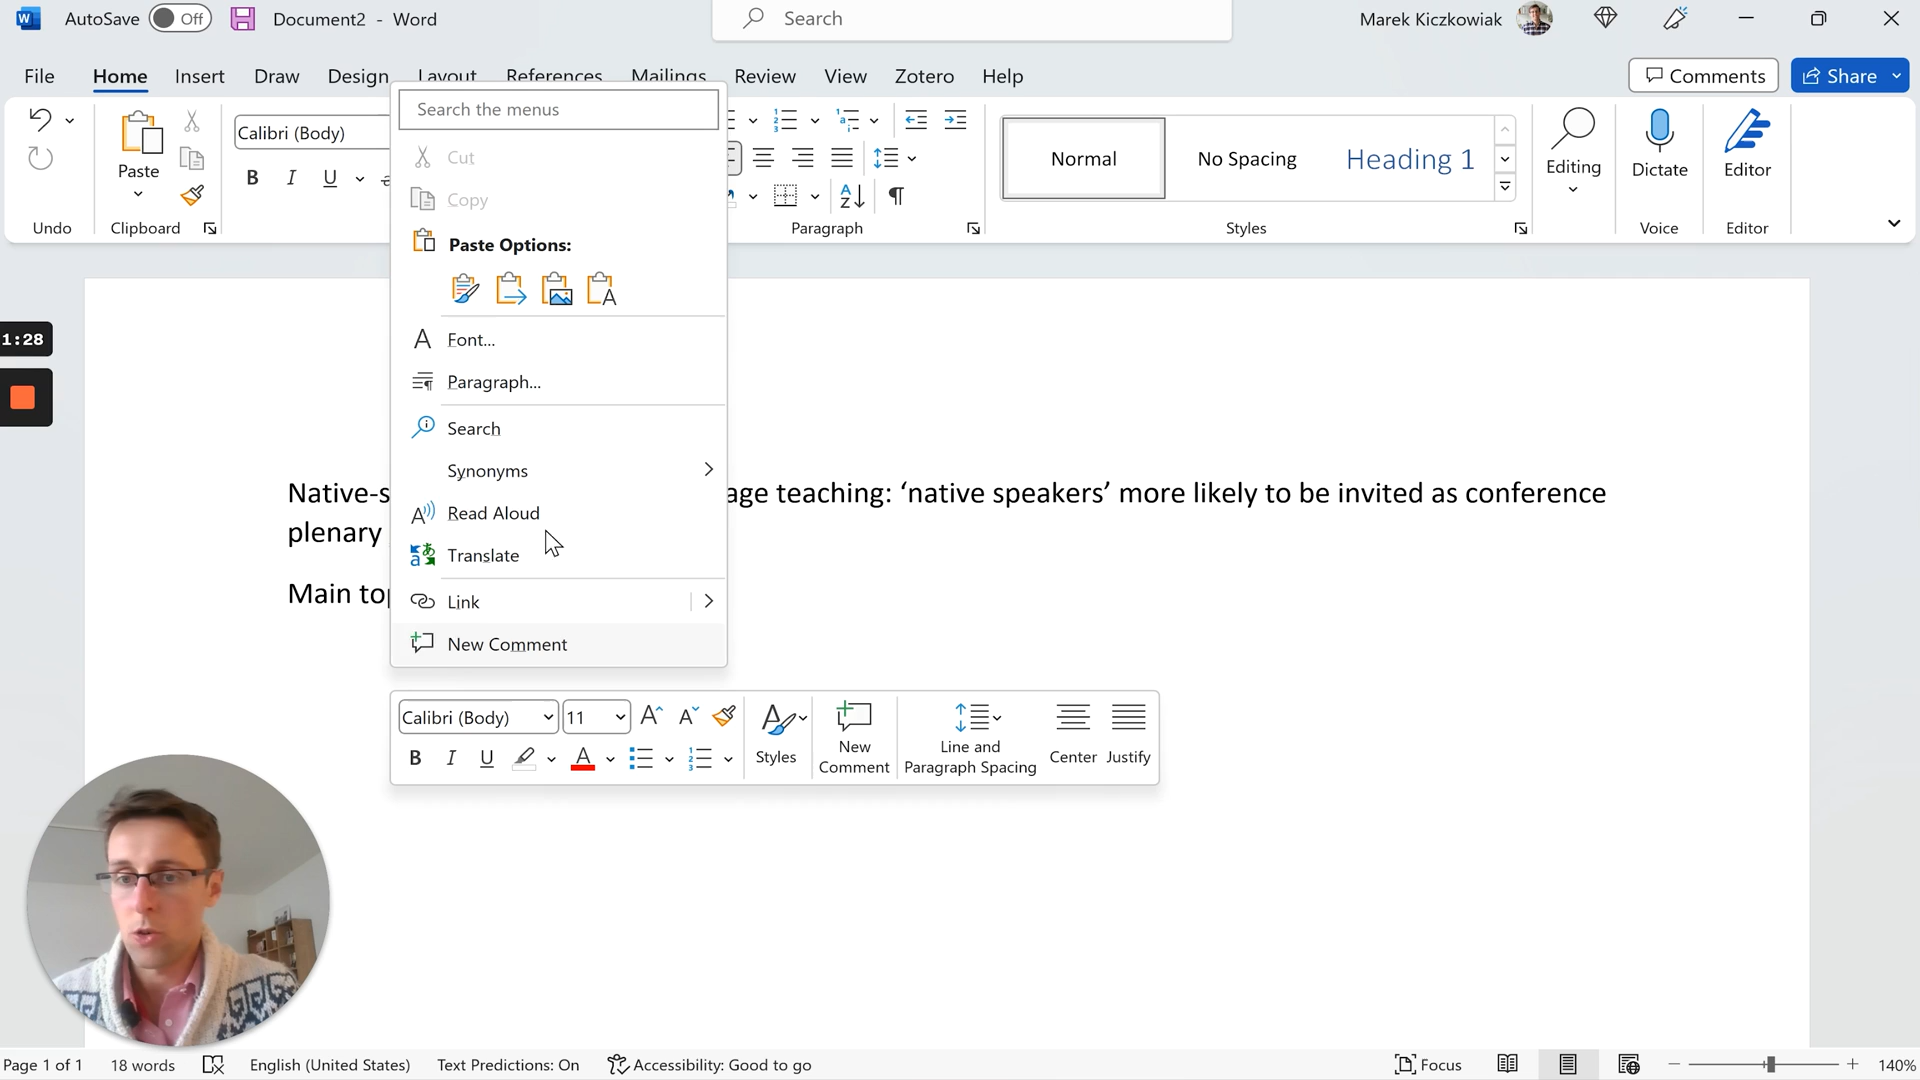 AutoSave Off Document2 - Word Search Marek Kiczkowiak
File Home Insert Draw Design Layout References Mailings Review View Zotero Help Comments Share
Search the menus
Cut
Copy
Paste Options:
Font...
Paragraph...
Search
Synonyms
Read Aloud
Translate
Link
New Comment
Paste
Calibri (Body)
B I U
Normal No Spacing Heading 1
Editing Dictate Editor
Undo Clipboard Paragraph Styles Voice Editor
1:28
Native-s age teaching: ‘native speakers’ more likely to be invited as conference
plenary
Main top
Calibri (Body) 11 Styles New Comment Line and Paragraph Spacing Center Justify
B I U A
Page 1 of 1 18 words English (United States) Text Predictions: On Accessibility: Good to go Focus 140%